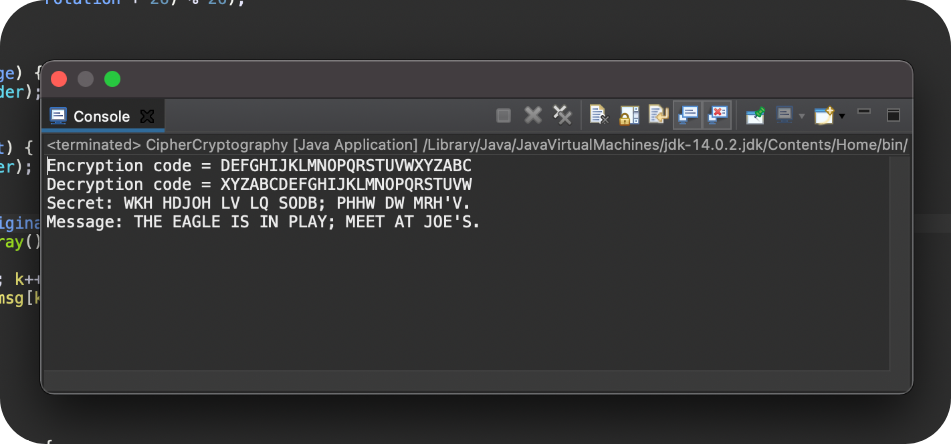 rotation + 26) % 26);
ge) {
der);
Console
t) {
er);
<terminated> CipherCryptography [Java Application] /Library/Java/JavaVirtualMachines/jdk-14.0.2.jdk/Contents/Home/bin/
Encryption code = DEFGHIJKLMNOPQRSTUVWXYZABC
Decryption code = XYZABCDEFGHIJKLMNOPQRSTUVW
Secret: WKH HDJOH LV LQ SODB; PHHW DW MRH'V.
Message: THE EAGLE IS IN PLAY; MEET AT JOE'S.
igina
ray()
; k++
msg[k
{